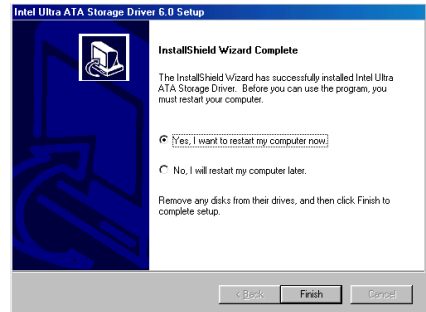 Intel Ultra ATA Storage Driver 6.0 Setup
InstallShield Wizard Complete
The InstallShield Wizard has successfully installed Intel Ultra
ATA Storage Driver. Before you can use the program, you
must restart your computer.
Yes, I want to restart my computer now.
No, I will restart my computer later.
Remove any disks from their drives, and then click Finish to
complete setup.
< Back
Finish
Cancel